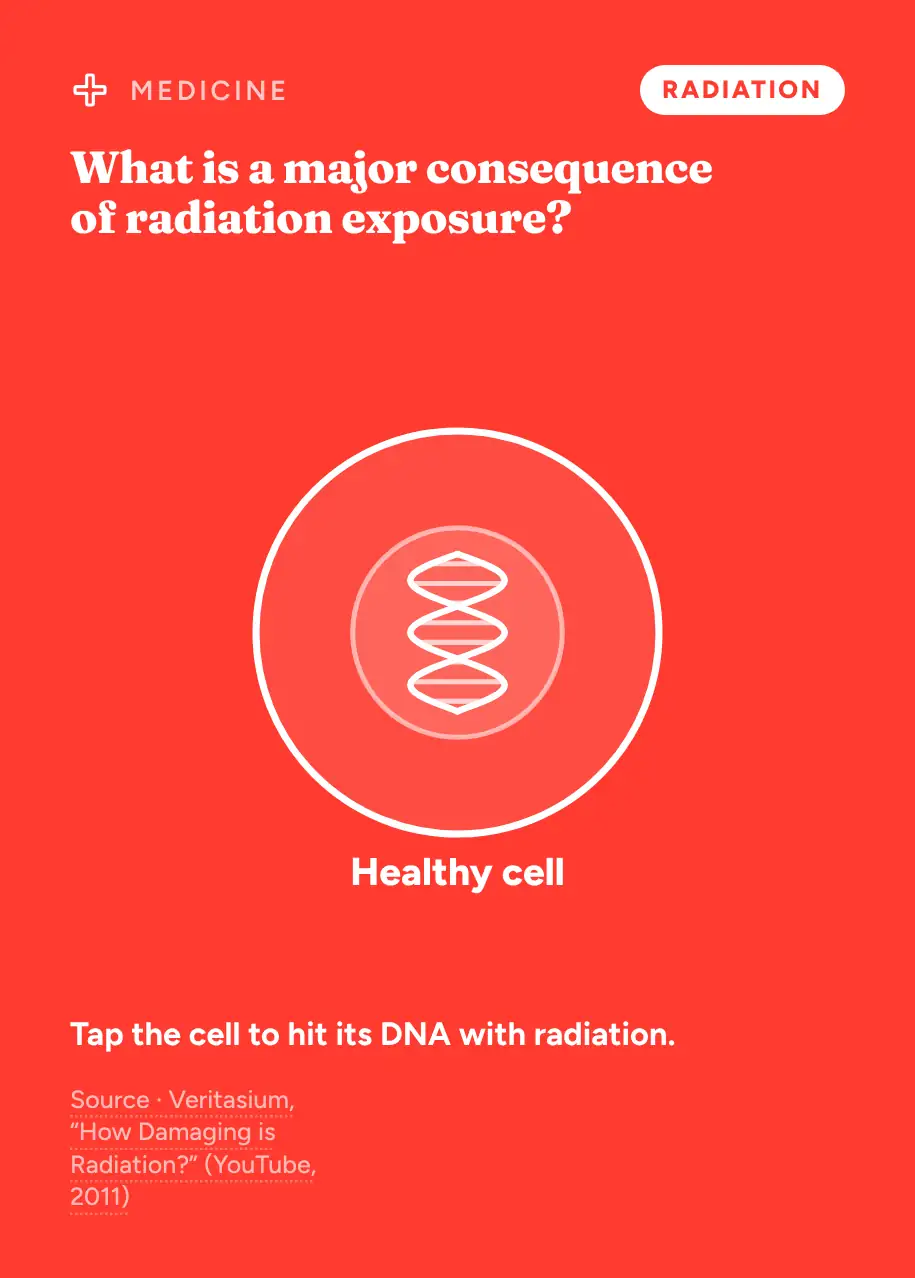 MEDICINE
RADIATION
What is a major consequence
of radiation exposure?
Healthy cell
Tap the cell to hit its DNA with radiation.
Source · Veritasium,
“How Damaging is
Radiation?” (YouTube,
2011)